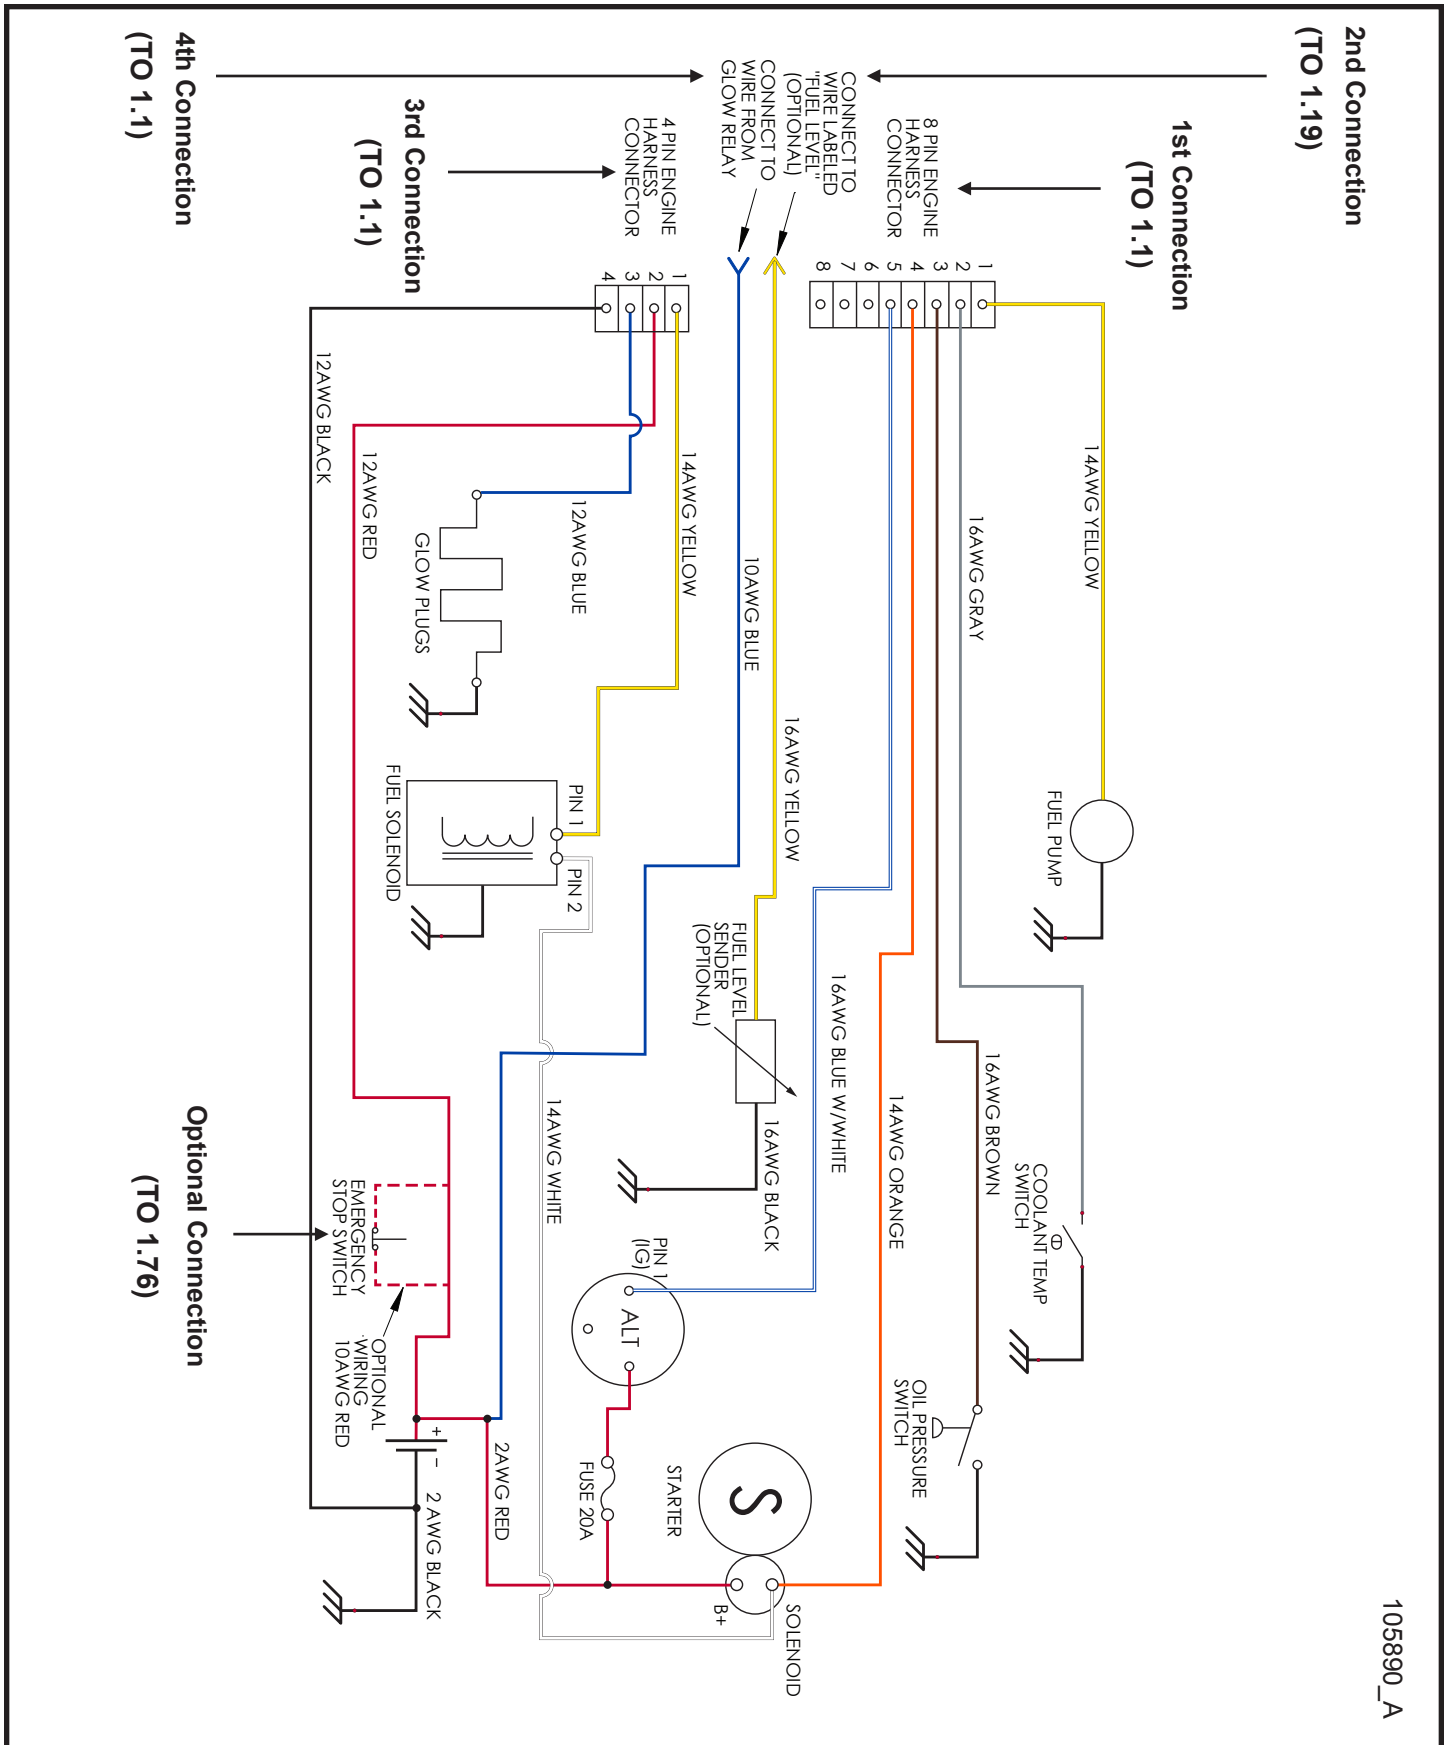 105890_A
2nd Connection
(TO 1.19)
1st Connection
(TO 1.1)
8 PIN ENGINE
HARNESS
CONNECTOR
CONNECT TO
WIRE LABELED
"FUEL LEVEL"
(OPTIONAL)
CONNECT TO
WIRE FROM
GLOW RELAY
4 PIN ENGINE
HARNESS
CONNECTOR
3rd Connection
(TO 1.1)
4th Connection
(TO 1.1)
1
2
3
4
5
6
7
8
1
2
3
4
14AWG YELLOW
FUEL PUMP
16AWG GRAY
COOLANT TEMP
SWITCH
16AWG BROWN
OIL PRESSURE
SWITCH
14AWG ORANGE
16AWG BLUE W/WHITE
16AWG YELLOW
FUEL LEVEL
SENDER
(OPTIONAL)
16AWG BLACK
10AWG BLUE
14AWG YELLOW
12AWG BLUE
GLOW PLUGS
12AWG RED
12AWG BLACK
PIN 1
PIN 2
FUEL SOLENOID
14AWG WHITE
PIN 1
(IG)
ALT
FUSE 20A
STARTER
S
SOLENOID
B+
2AWG RED
+
–
2 AWG BLACK
EMERGENCY
STOP SWITCH
OPTIONAL
WIRING
10AWG RED
Optional Connection
(TO 1.76)